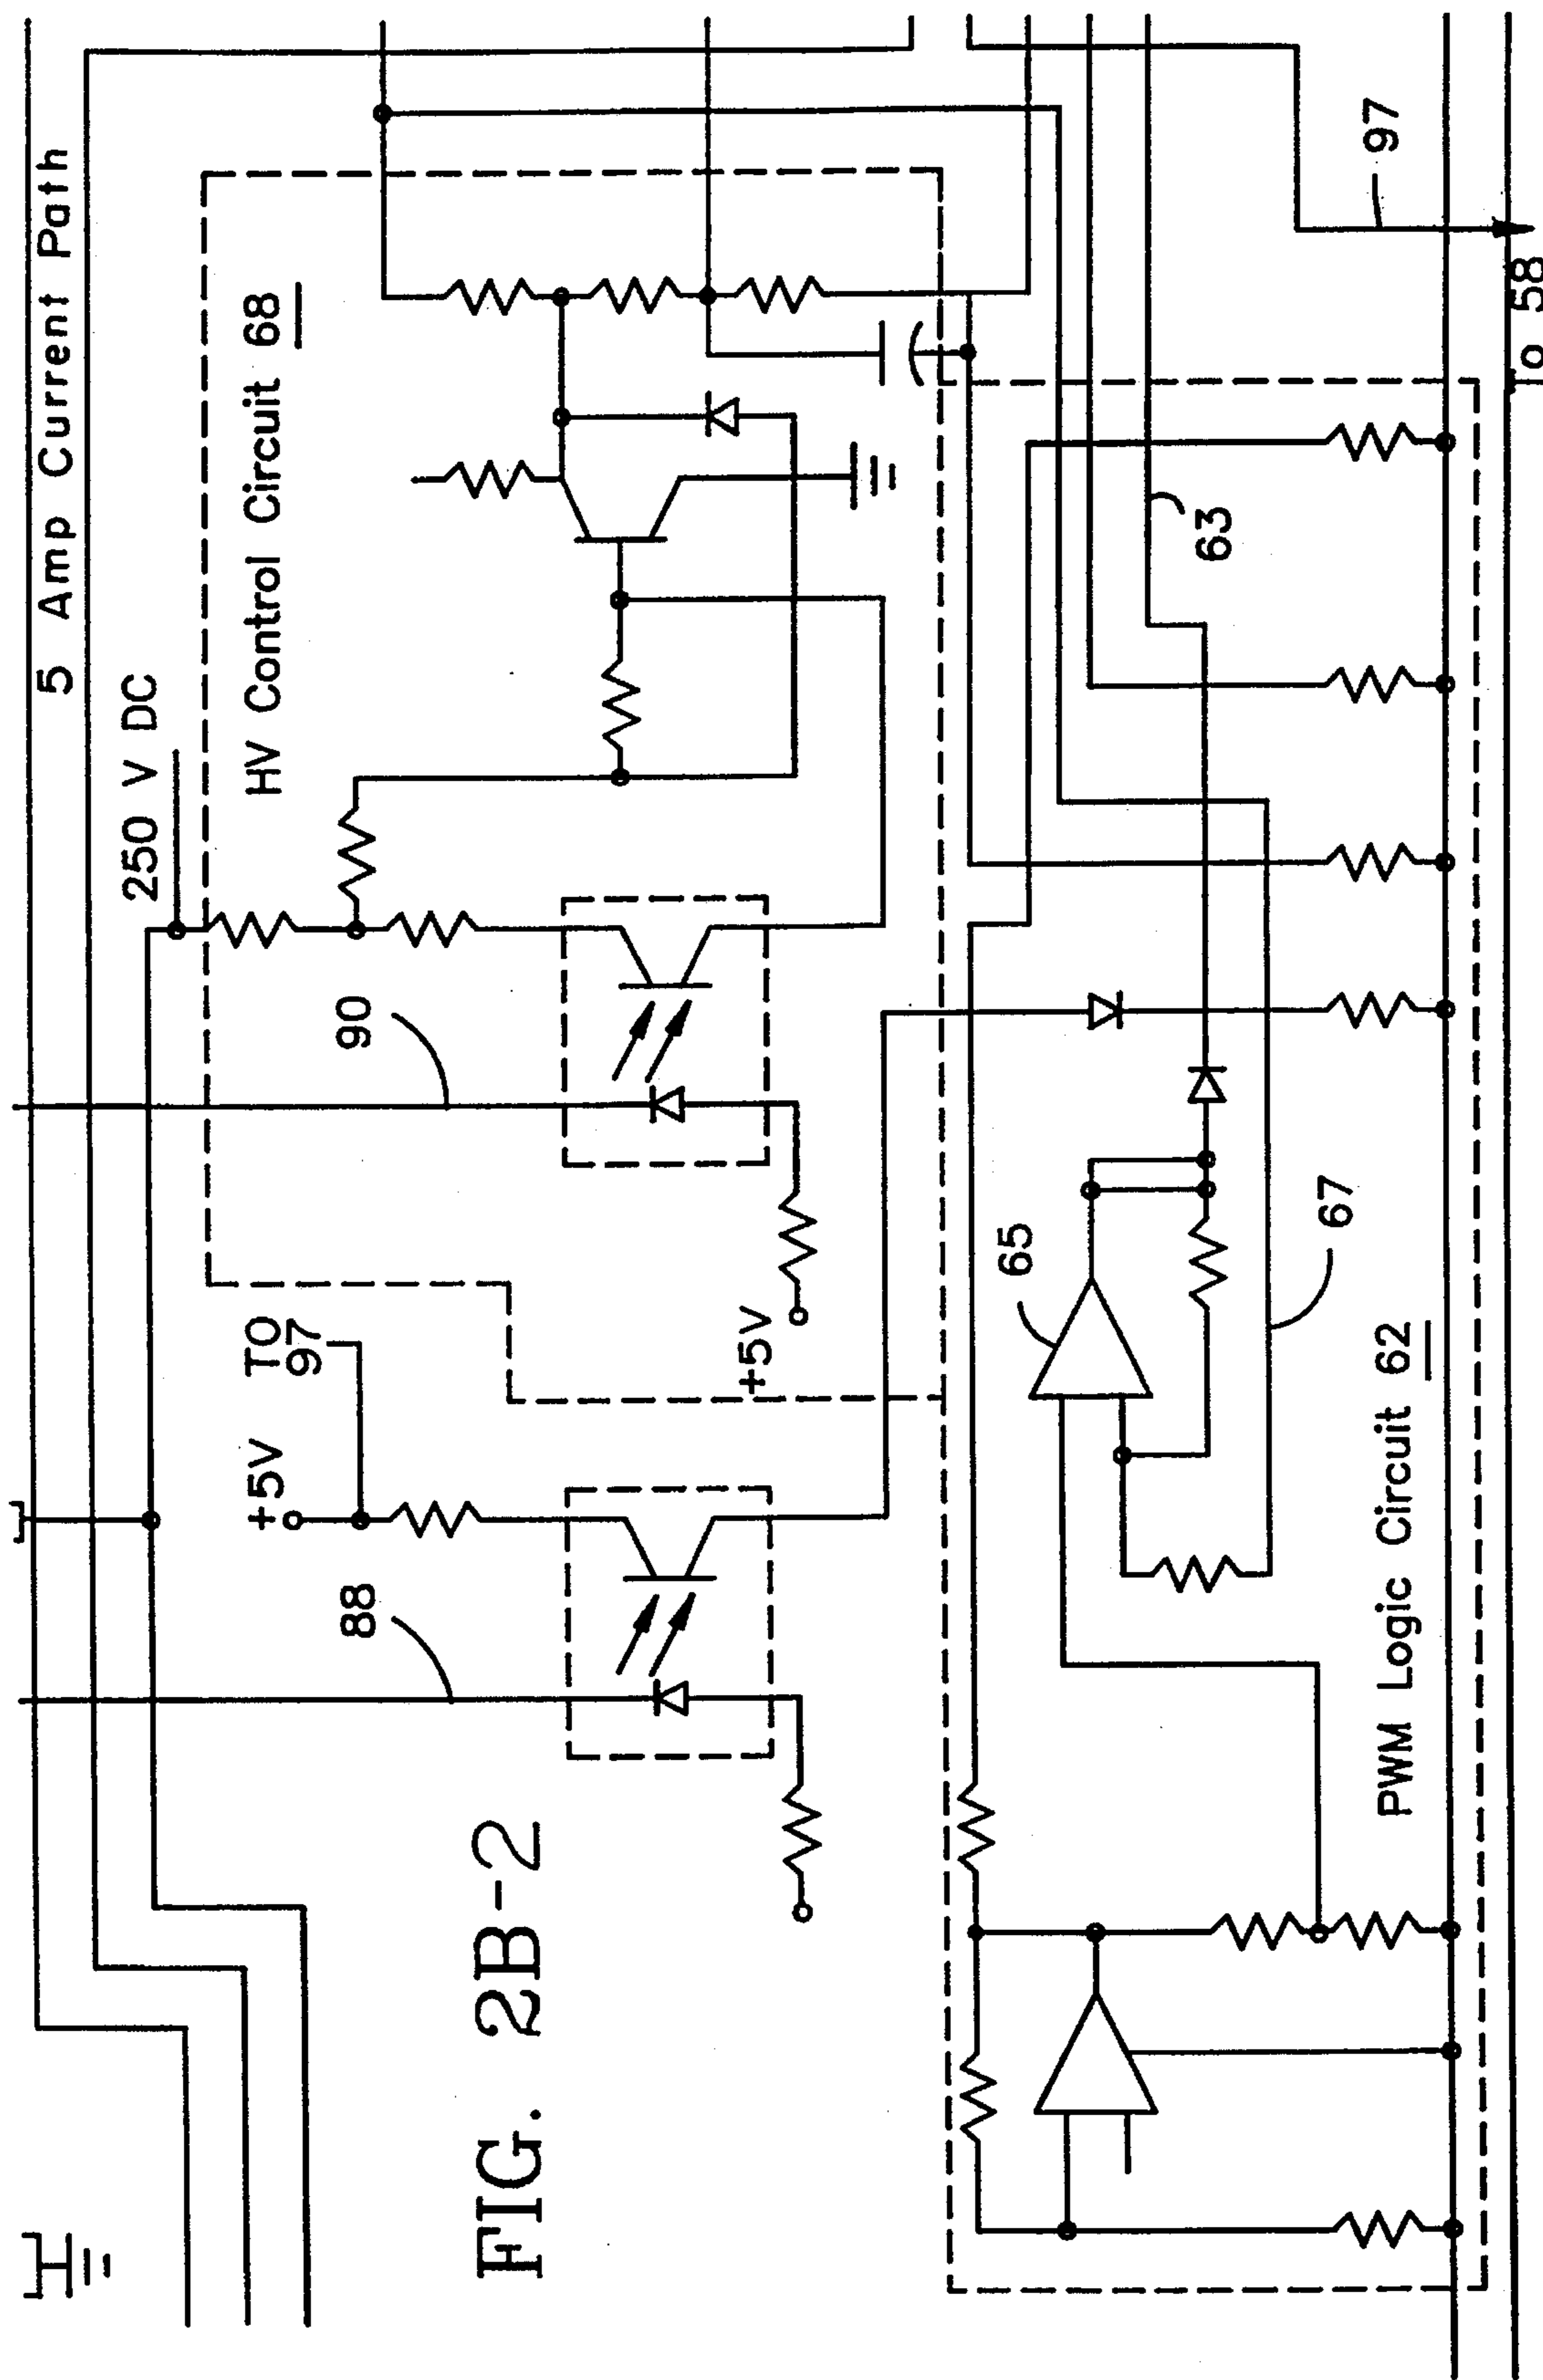 5 Amp Current Path
250 V DC
HV Control Circuit 68
90
+5V
TO
97
+5V
88
FIG. 2B-2
97
To 58
63
65
67
PWM Logic Circuit 62